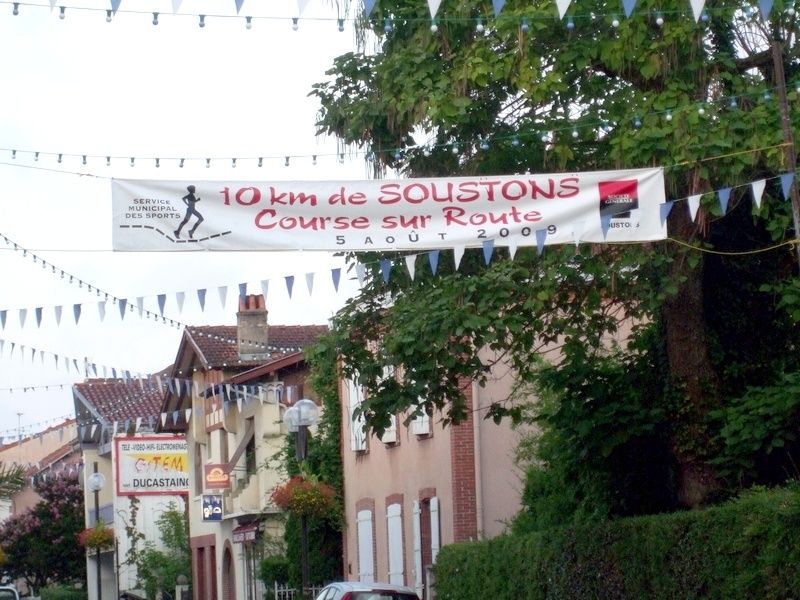 SERVICE
MUNICIPAL
DES SPORTS
10 km de SOUSTONS
Course sur Route
5 AOÛT 2009
SOCIETE
GENERALE
SOUSTONS
TELE-VIDEO-HIFI-ELECTROMENAGER
GITEM
DUCASTAING